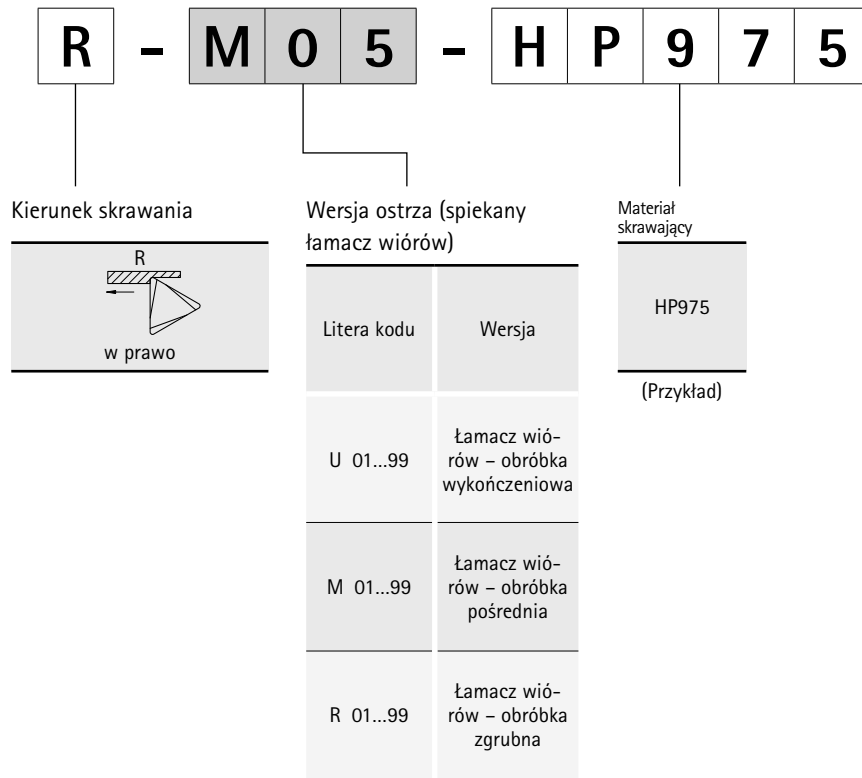 R - M 0 5 - H P 9 7 5
Kierunek skrawania
R
w prawo
Wersja ostrza (spiekany
łamacz wiórów)
Litera kodu Wersja
U 01...99
Łamacz wió-
rów – obróbka
wykończeniowa
M 01...99
Łamacz wió-
rów – obróbka
pośrednia
R 01...99
Łamacz wió-
rów – obróbka
zgrubna
Materiał
skrawający
HP975
(Przykład)